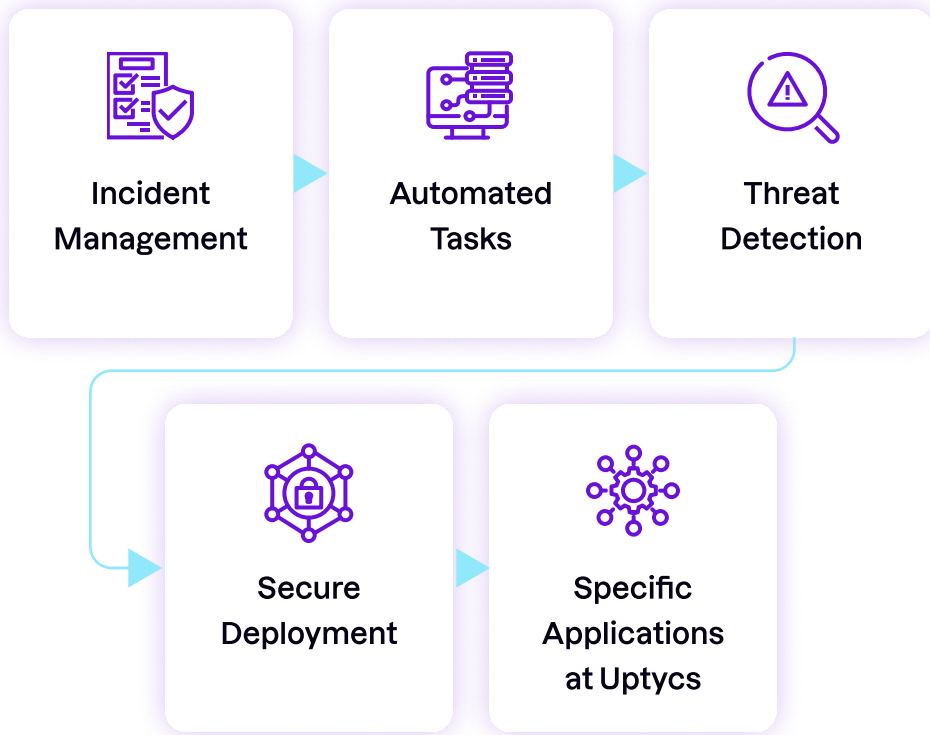 Incident
Management
Automated
Tasks
Threat
Detection
Secure
Deployment
Specific
Applications
at Uptycs